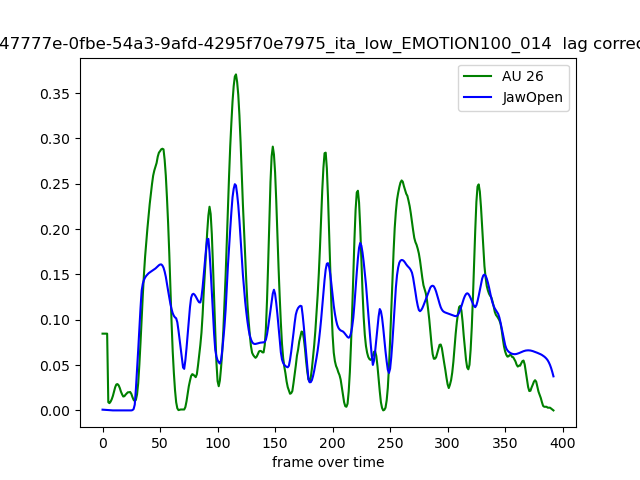 47777e-0fbe-54a3-9afd-4295f70e7975_ita_low_EMOTION100_014  lag correc
AU 26
JawOpen
0.35
0.30
0.25
0.20
0.15
0.10
0.05
0.00
0 50 100 150 200 250 300 350 400
frame over time